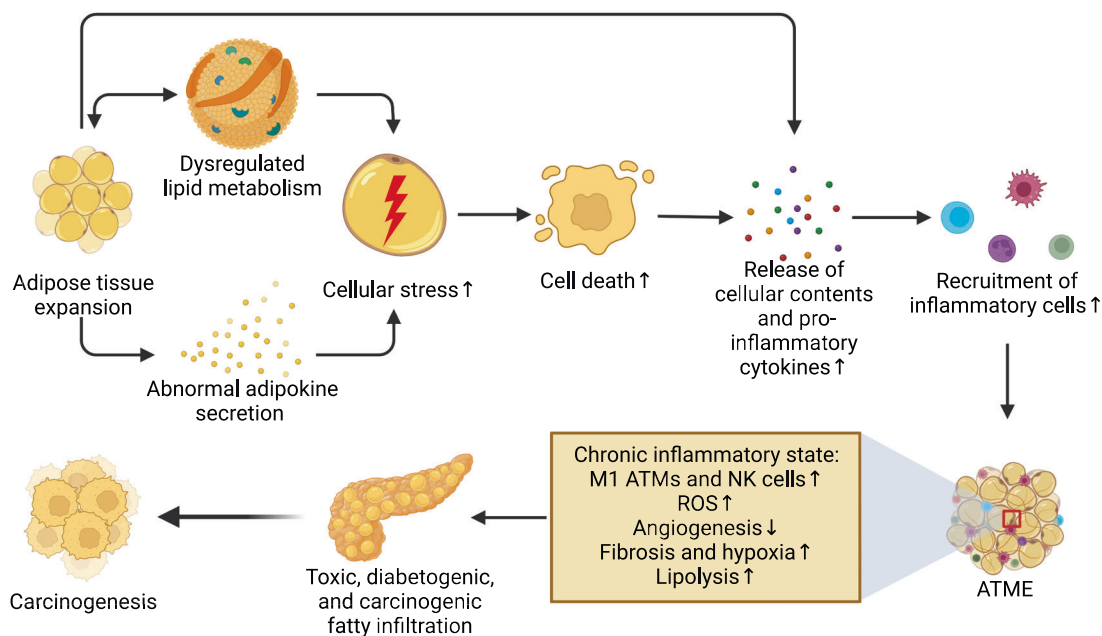 Dysregulated
lipid metabolism
Adipose tissue
expansion
Cellular stress↑
Cell death↑
Release of
cellular contents
and pro-
inflammatory
cytokines↑
Recruitment of
inflammatory cells↑
Abnormal adipokine
secretion
Chronic inflammatory state:
M1 ATMs and NK cells↑
ROS↑
Angiogenesis↓
Fibrosis and hypoxia↑
Lipolysis↑
ATME
Toxic, diabetogenic,
and carcinogenic
fatty infiltration
Carcinogenesis